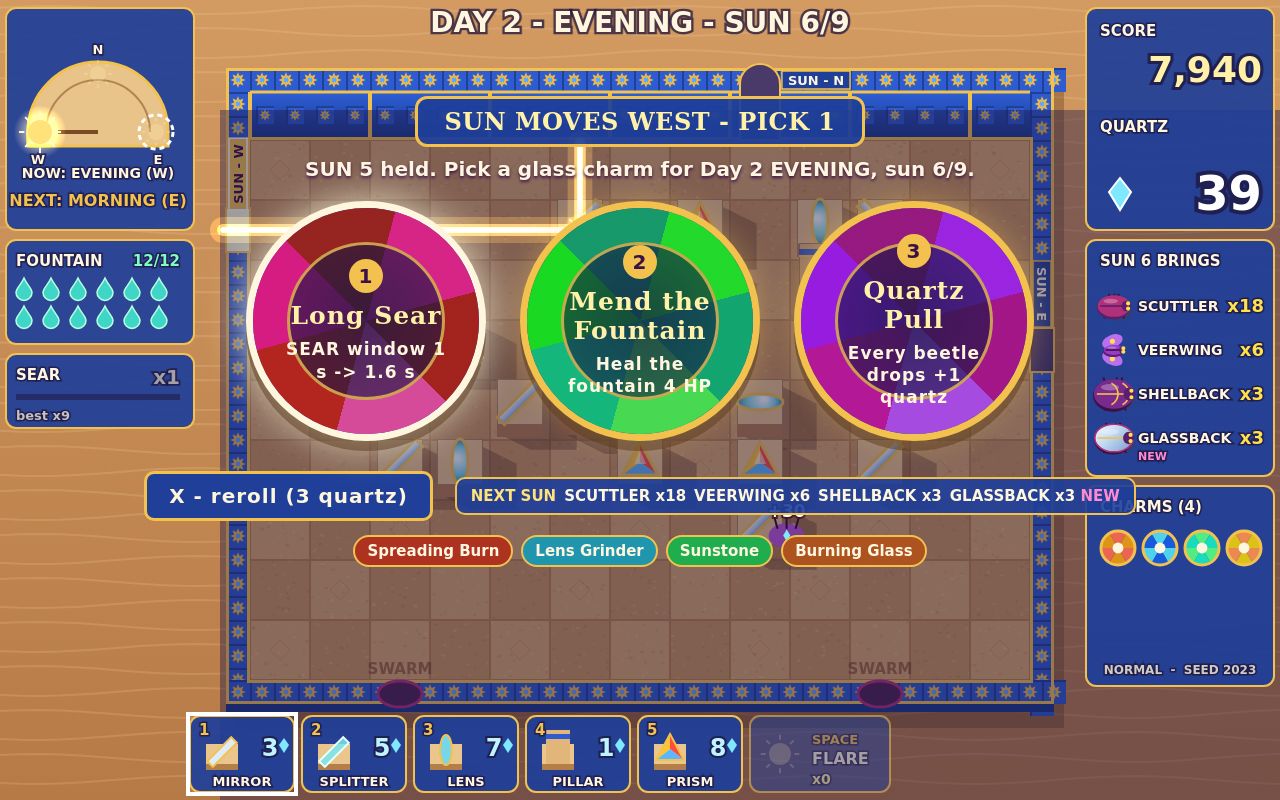 DAY 2 - EVENING - SUN 6/9
N
W
E
NOW: EVENING (W)
NEXT: MORNING (E)
FOUNTAIN 12/12
SEAR x1
best x9
SUN - N
SUN - W
SUN - E
SUN MOVES WEST - PICK 1
SUN 5 held. Pick a glass charm for Day 2 EVENING, sun 6/9.
1
Long Sear
SEAR window 1
s -> 1.6 s
2
Mend the
Fountain
Heal the
fountain 4 HP
3
Quartz
Pull
Every beetle
drops +1
quartz
X - reroll (3 quartz)
NEXT SUN SCUTTLER x18 VEERWING x6 SHELLBACK x3 GLASSBACK x3 NEW
+30
Spreading Burn
Lens Grinder
Sunstone
Burning Glass
SWARM
SWARM
SCORE
7,940
QUARTZ
39
SUN 6 BRINGS
SCUTTLER x18
VEERWING x6
SHELLBACK x3
GLASSBACK x3
NEW
CHARMS (4)
NORMAL - SEED 2023
1 3
MIRROR
2 5
SPLITTER
3 7
LENS
4 1
PILLAR
5 8
PRISM
SPACE
FLARE
x0